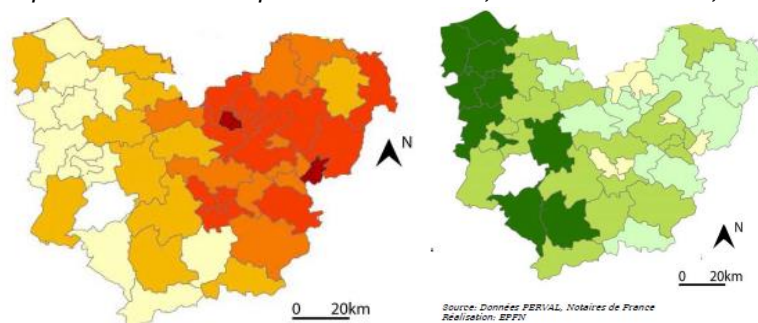 N
0 20km
N
0 20km
Source: Données PERVAL, Notaires de France
Réalisation: EPFN